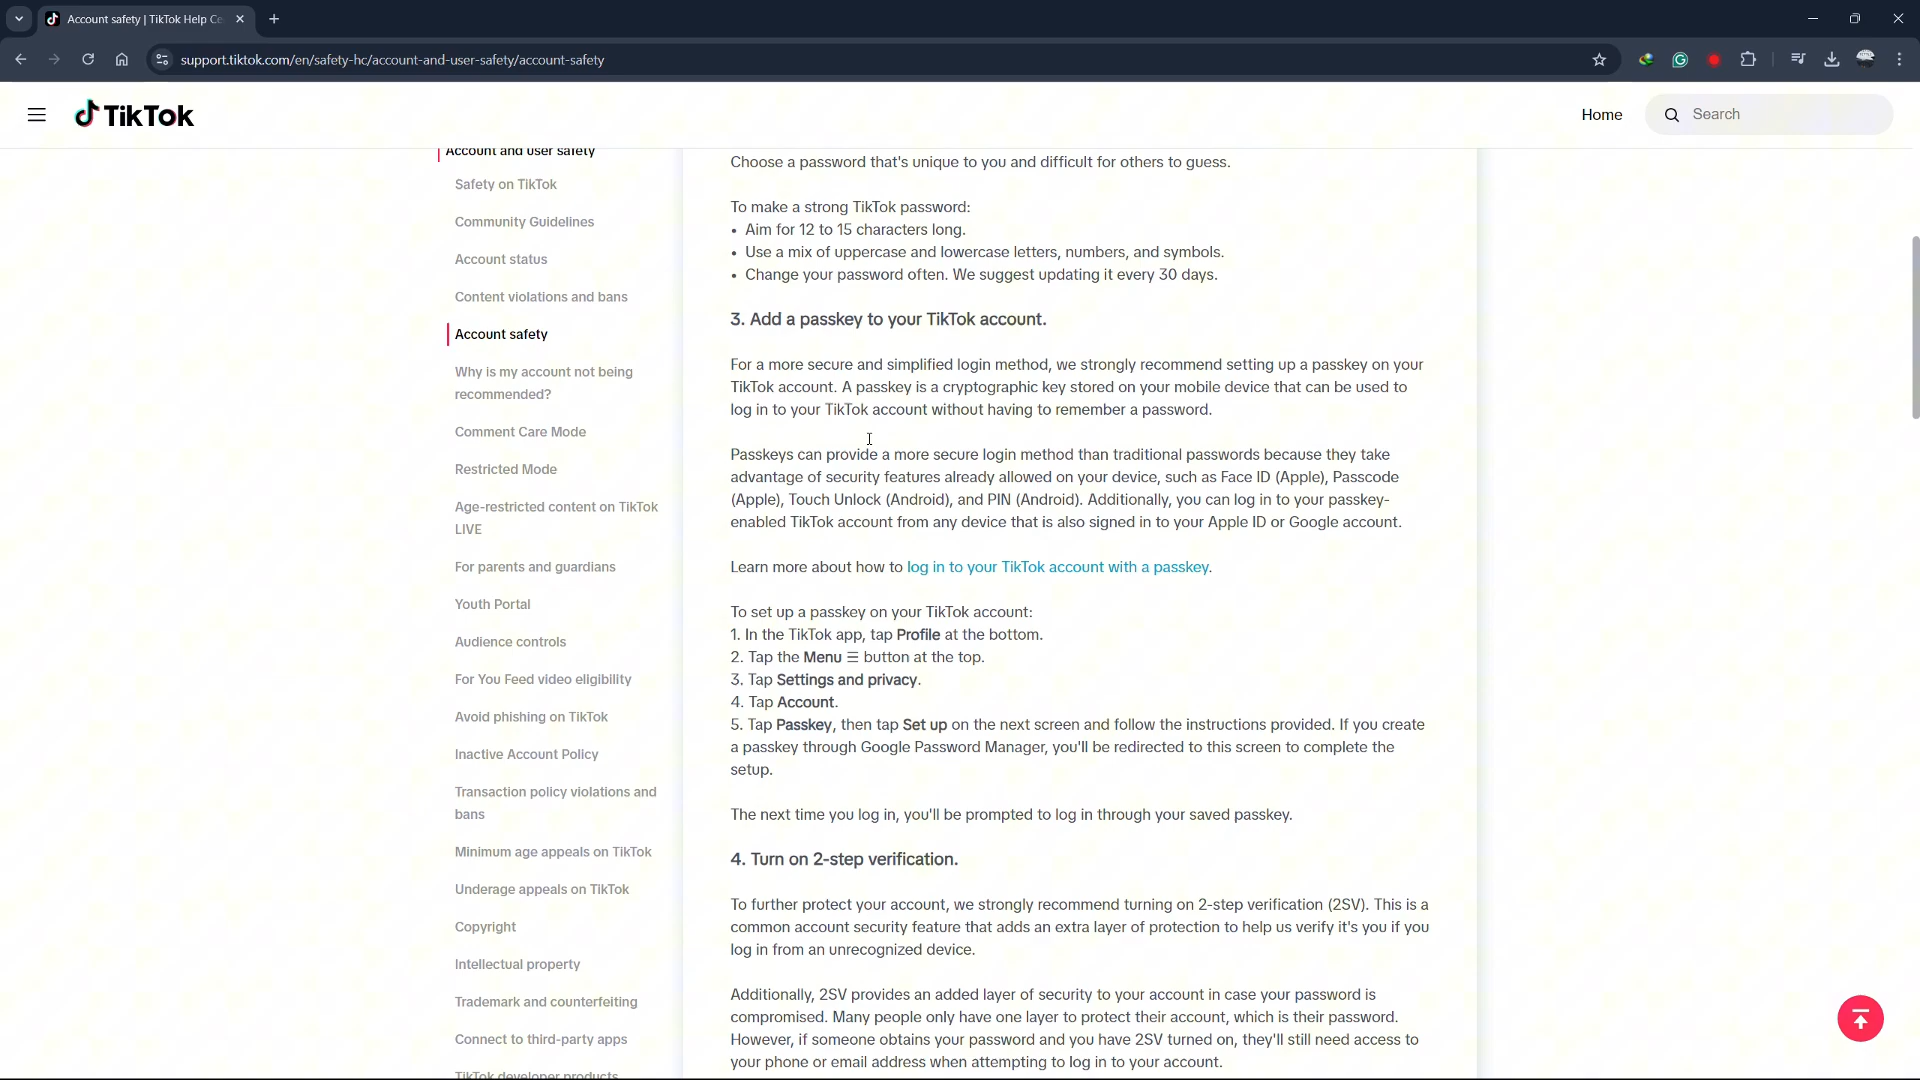 Account safety | TikTok Help Ce
support.tiktok.com/en/safety-hc/account-and-user-safety/account-safety
TikTok
Home
Search
Account and user safety
Safety on TikTok
Community Guidelines
Account status
Content violations and bans
Account safety
Why is my account not being
recommended?
Comment Care Mode
Restricted Mode
Age-restricted content on TikTok
LIVE
For parents and guardians
Youth Portal
Audience controls
For You Feed video eligibility
Avoid phishing on TikTok
Inactive Account Policy
Transaction policy violations and
bans
Minimum age appeals on TikTok
Underage appeals on TikTok
Copyright
Intellectual property
Trademark and counterfeiting
Connect to third-party apps
TikTok developer products
Choose a password that's unique to you and difficult for others to guess.
To make a strong TikTok password:
• Aim for 12 to 15 characters long.
• Use a mix of uppercase and lowercase letters, numbers, and symbols.
• Change your password often. We suggest updating it every 30 days.
3. Add a passkey to your TikTok account.
For a more secure and simplified login method, we strongly recommend setting up a passkey on your
TikTok account. A passkey is a cryptographic key stored on your mobile device that can be used to
log in to your TikTok account without having to remember a password.
Passkeys can provide a more secure login method than traditional passwords because they take
advantage of security features already allowed on your device, such as Face ID (Apple), Passcode
(Apple), Touch Unlock (Android), and PIN (Android). Additionally, you can log in to your passkey-
enabled TikTok account from any device that is also signed in to your Apple ID or Google account.
Learn more about how to log in to your TikTok account with a passkey.
To set up a passkey on your TikTok account:
1. In the TikTok app, tap Profile at the bottom.
2. Tap the Menu ☰ button at the top.
3. Tap Settings and privacy.
4. Tap Account.
5. Tap Passkey, then tap Set up on the next screen and follow the instructions provided. If you create
a passkey through Google Password Manager, you'll be redirected to this screen to complete the
setup.
The next time you log in, you'll be prompted to log in through your saved passkey.
4. Turn on 2-step verification.
To further protect your account, we strongly recommend turning on 2-step verification (2SV). This is a
common account security feature that adds an extra layer of protection to help us verify it's you if you
log in from an unrecognized device.
Additionally, 2SV provides an added layer of security to your account in case your password is
compromised. Many people only have one layer to protect their account, which is their password.
However, if someone obtains your password and you have 2SV turned on, they'll still need access to
your phone or email address when attempting to log in to your account.